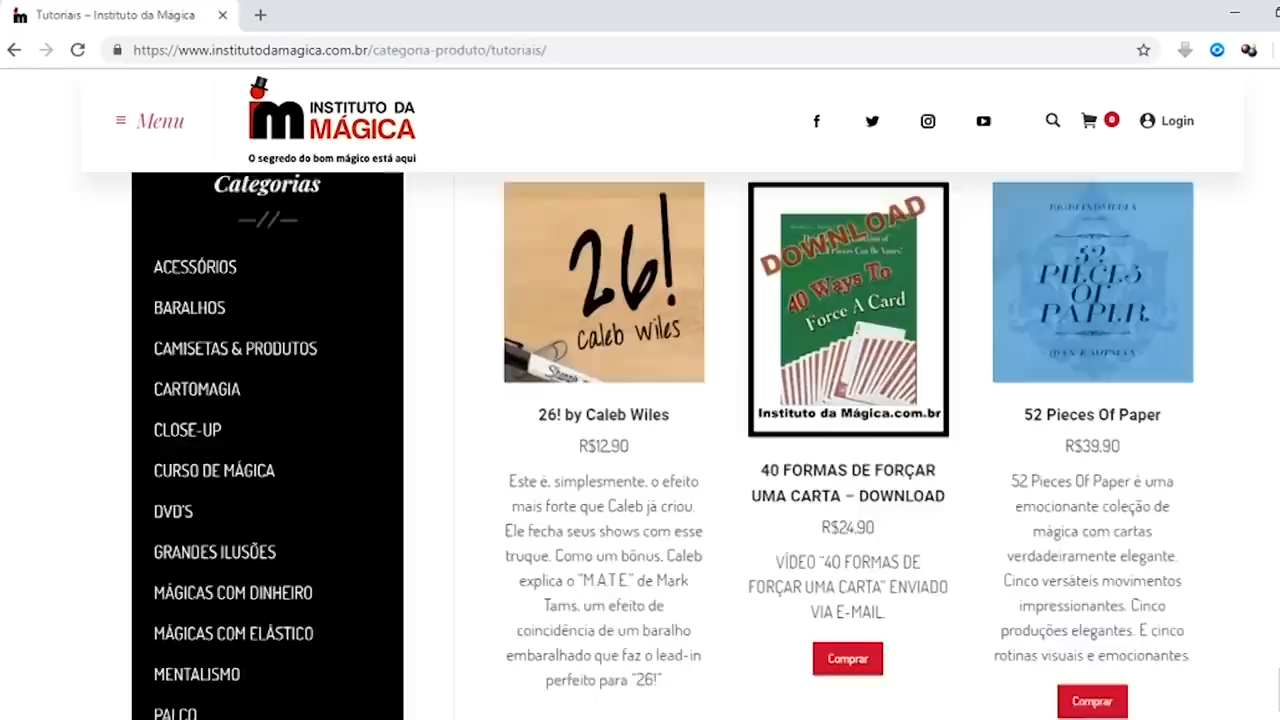 Tutoriais – Instituto da Mágica
https://www.institutodamagica.com.br/categoria-produto/tutoriais/
Menu
INSTITUTO DA
MÁGICA
O segredo do bom mágico está aqui
0
Login
Categorias
ACESSÓRIOS
BARALHOS
CAMISETAS & PRODUTOS
CARTOMAGIA
CLOSE-UP
CURSO DE MÁGICA
DVD'S
GRANDES ILUSÕES
MÁGICAS COM DINHEIRO
MÁGICAS COM ELÁSTICO
MENTALISMO
PALCO
26!
caleb wiles
Sharpie
26! by Caleb Wiles
R$12.90
Este é, simplesmente, o efeito
mais forte que Caleb já criou.
Ele fecha seus shows com esse
truque. Como um bônus, Caleb
explica o "M.A.T.E." de Mark
Tams, um efeito de
coincidência de um baralho
embaralhado que faz o lead-in
perfeito para "26!"
DOWNLOAD
40 Ways To
Force A Card
Instituto da Mágica.com.br
40 FORMAS DE FORÇAR
UMA CARTA – DOWNLOAD
R$24.90
VÍDEO "40 FORMAS DE
FORÇAR UMA CARTA" ENVIADO
VIA E-MAIL.
Comprar
52
PIECES
OF
PAPER
52 Pieces Of Paper
R$39.90
52 Pieces Of Paper é uma
emocionante coleção de
mágica com cartas
verdadeiramente elegante.
Cinco versáteis movimentos
impressionantes. Cinco
produções elegantes. E cinco
rotinas visuais e emocionantes.
Comprar